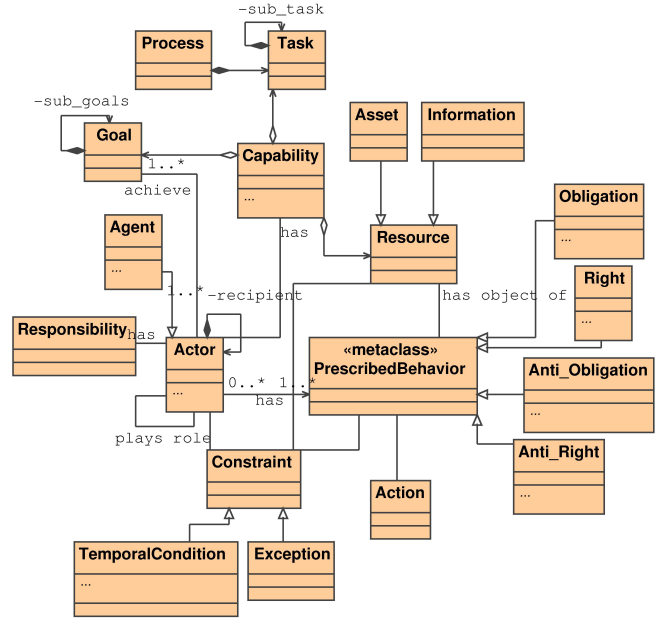 -sub_task
Process
Task
-sub_goals
Goal
Asset
Information
1..*
Capability
achieve
...
Obligation
...
Agent
...
has
Resource
Right
...
1..*
-recipient
has object of
Responsibility
has
Actor
...
«metaclass»
PrescribedBehavior
Anti_Obligation
...
0..* 1..*
has
plays role
Anti_Right
...
Constraint
Action
TemporalCondition
...
Exception